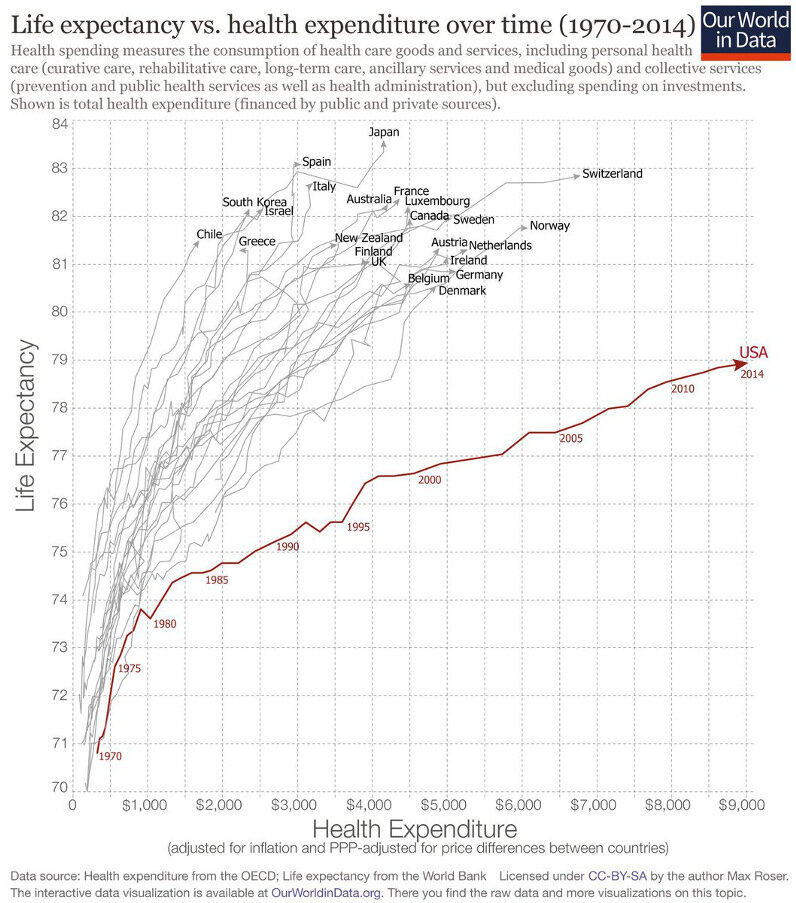 Life expectancy vs. health expenditure over time (1970-2014)
Our World
in Data
Health spending measures the consumption of health care goods and services, including personal health
care (curative care, rehabilitative care, long-term care, ancillary services and medical goods) and collective services
(prevention and public health services as well as health administration), but excluding spending on investments.
Shown is total health expenditure (financed by public and private sources).
84
83
82
81
80
79
78
77
76
75
74
73
72
71
70
Life Expectancy
Japan
Spain
Switzerland
Italy
France
Australia
Luxembourg
South Korea
Israel
Canada
Sweden
Norway
Chile
Greece
New Zealand
Austria
Netherlands
Finland
UK
Ireland
Belgium
Germany
Denmark
USA
2014
2010
2005
2000
1995
1990
1985
1980
1975
1970
0
$1,000
$2,000
$3,000
$4,000
$5,000
$6,000
$7,000
$8,000
$9,000
Health Expenditure
(adjusted for inflation and PPP-adjusted for price differences between countries)
Data source: Health expenditure from the OECD; Life expectancy from the World Bank Licensed under CC-BY-SA by the author Max Roser.
The interactive data visualization is available at OurWorldinData.org. There you find the raw data and more visualizations on this topic.